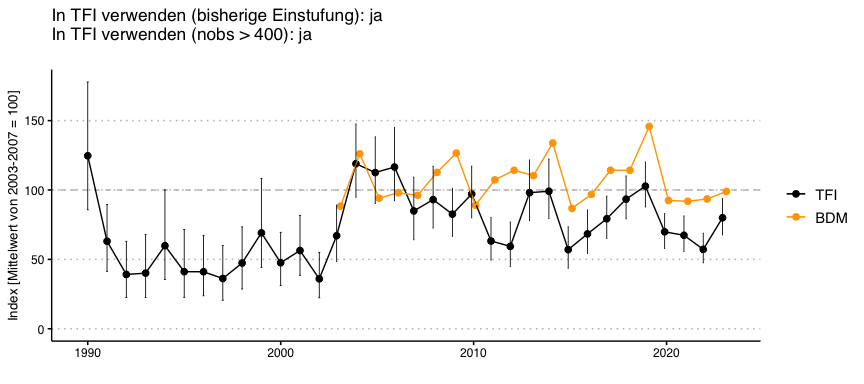 In TFI verwenden (bisherige Einstufung): ja
In TFI verwenden (nobs > 400): ja
Index [Mittelwert von 2003-2007 = 100]
150
100
50
0
1990
2000
2010
2020
TFI
BDM